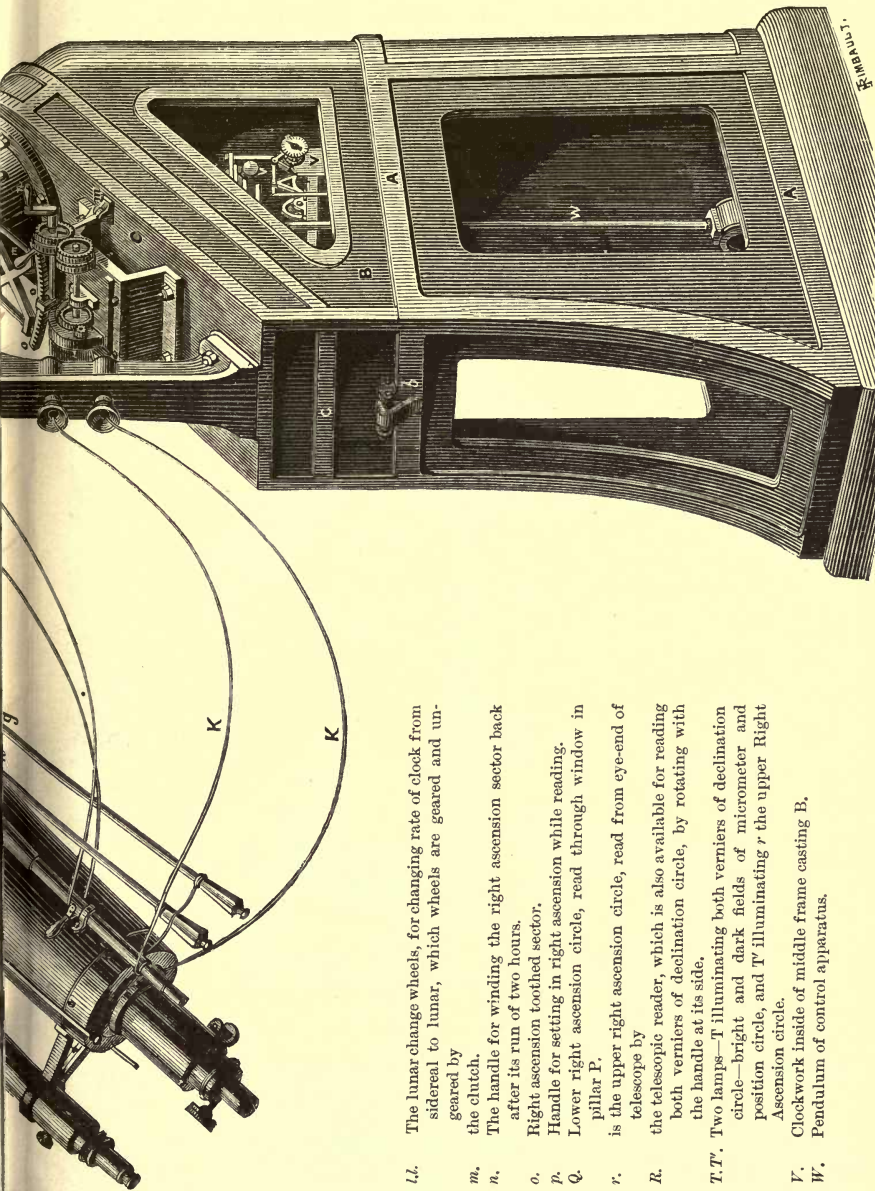 l.l. The lunar change wheels, for changing rate of clock from
sidereal to lunar, which wheels are geared and un-
geared by
m. the clutch.
n. The handle for winding the right ascension sector back
after its run of two hours.
o. Right ascension toothed sector.
p. Handle for setting in right ascension while reading.
Q. Lower right ascension circle, read through window in
pillar P.
r. is the upper right ascension circle, read from eye-end of
telescope by
R. the telescopic reader, which is also available for reading
both verniers of declination circle, by rotating with
the handle at its side.
T.T'. Two lamps—T illuminating both verniers of declination
circle—bright and dark fields of micrometer and
position circle, and T' illuminating r the upper Right
Ascension circle.
V. Clockwork inside of middle frame casting B.
W. Pendulum of control apparatus.
g
K
K
C
b
B
A
V
W
A
n
RIMBAULT.